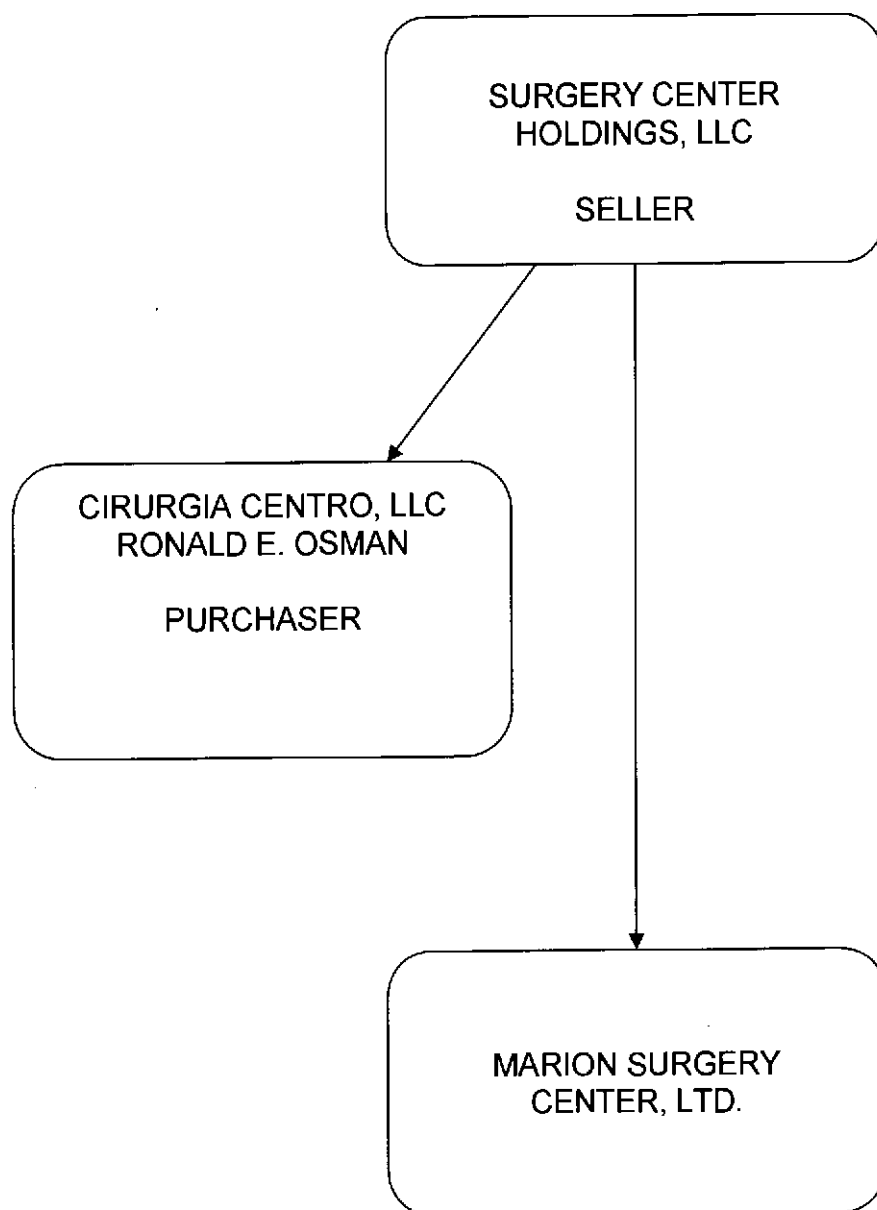 SURGERY CENTER
HOLDINGS, LLC
SELLER
CIRURGIA CENTRO, LLC
RONALD E. OSMAN
PURCHASER
MARION SURGERY
CENTER, LTD.